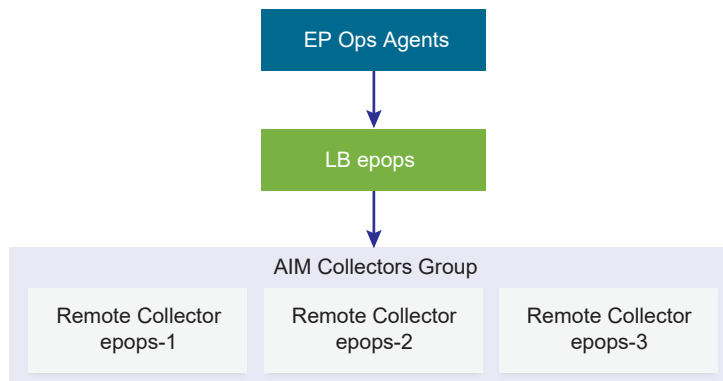 EP Ops Agents
LB epops
AIM Collectors Group
Remote Collector
epops-1
Remote Collector
epops-2
Remote Collector
epops-3